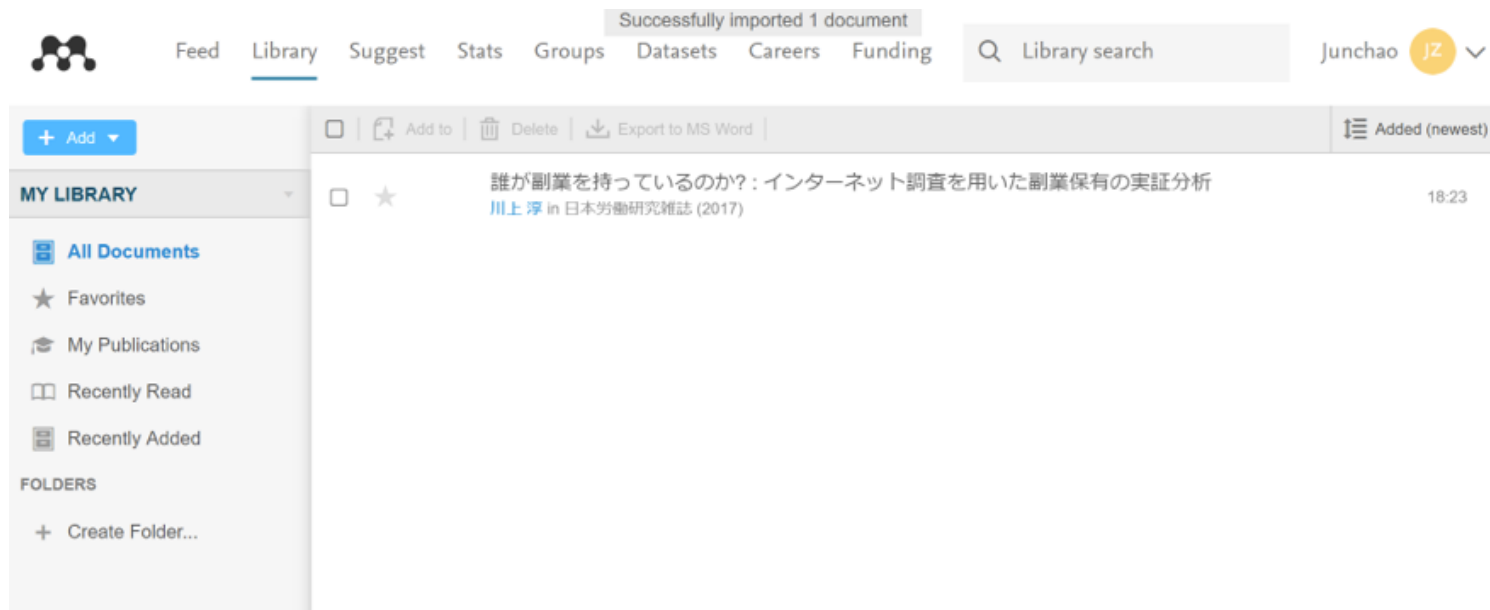 Successfully imported 1 document
Feed Library Suggest Stats Groups Datasets Careers Funding Library search Junchao JZ
+ Add
Add to Delete Export to MS Word Added (newest)
MY LIBRARY
誰が副業を持っているのか? : インターネット調査を用いた副業保有の実証分析
18:23
川上 淳 in 日本労働研究雑誌 (2017)
All Documents
Favorites
My Publications
Recently Read
Recently Added
FOLDERS
+ Create Folder...